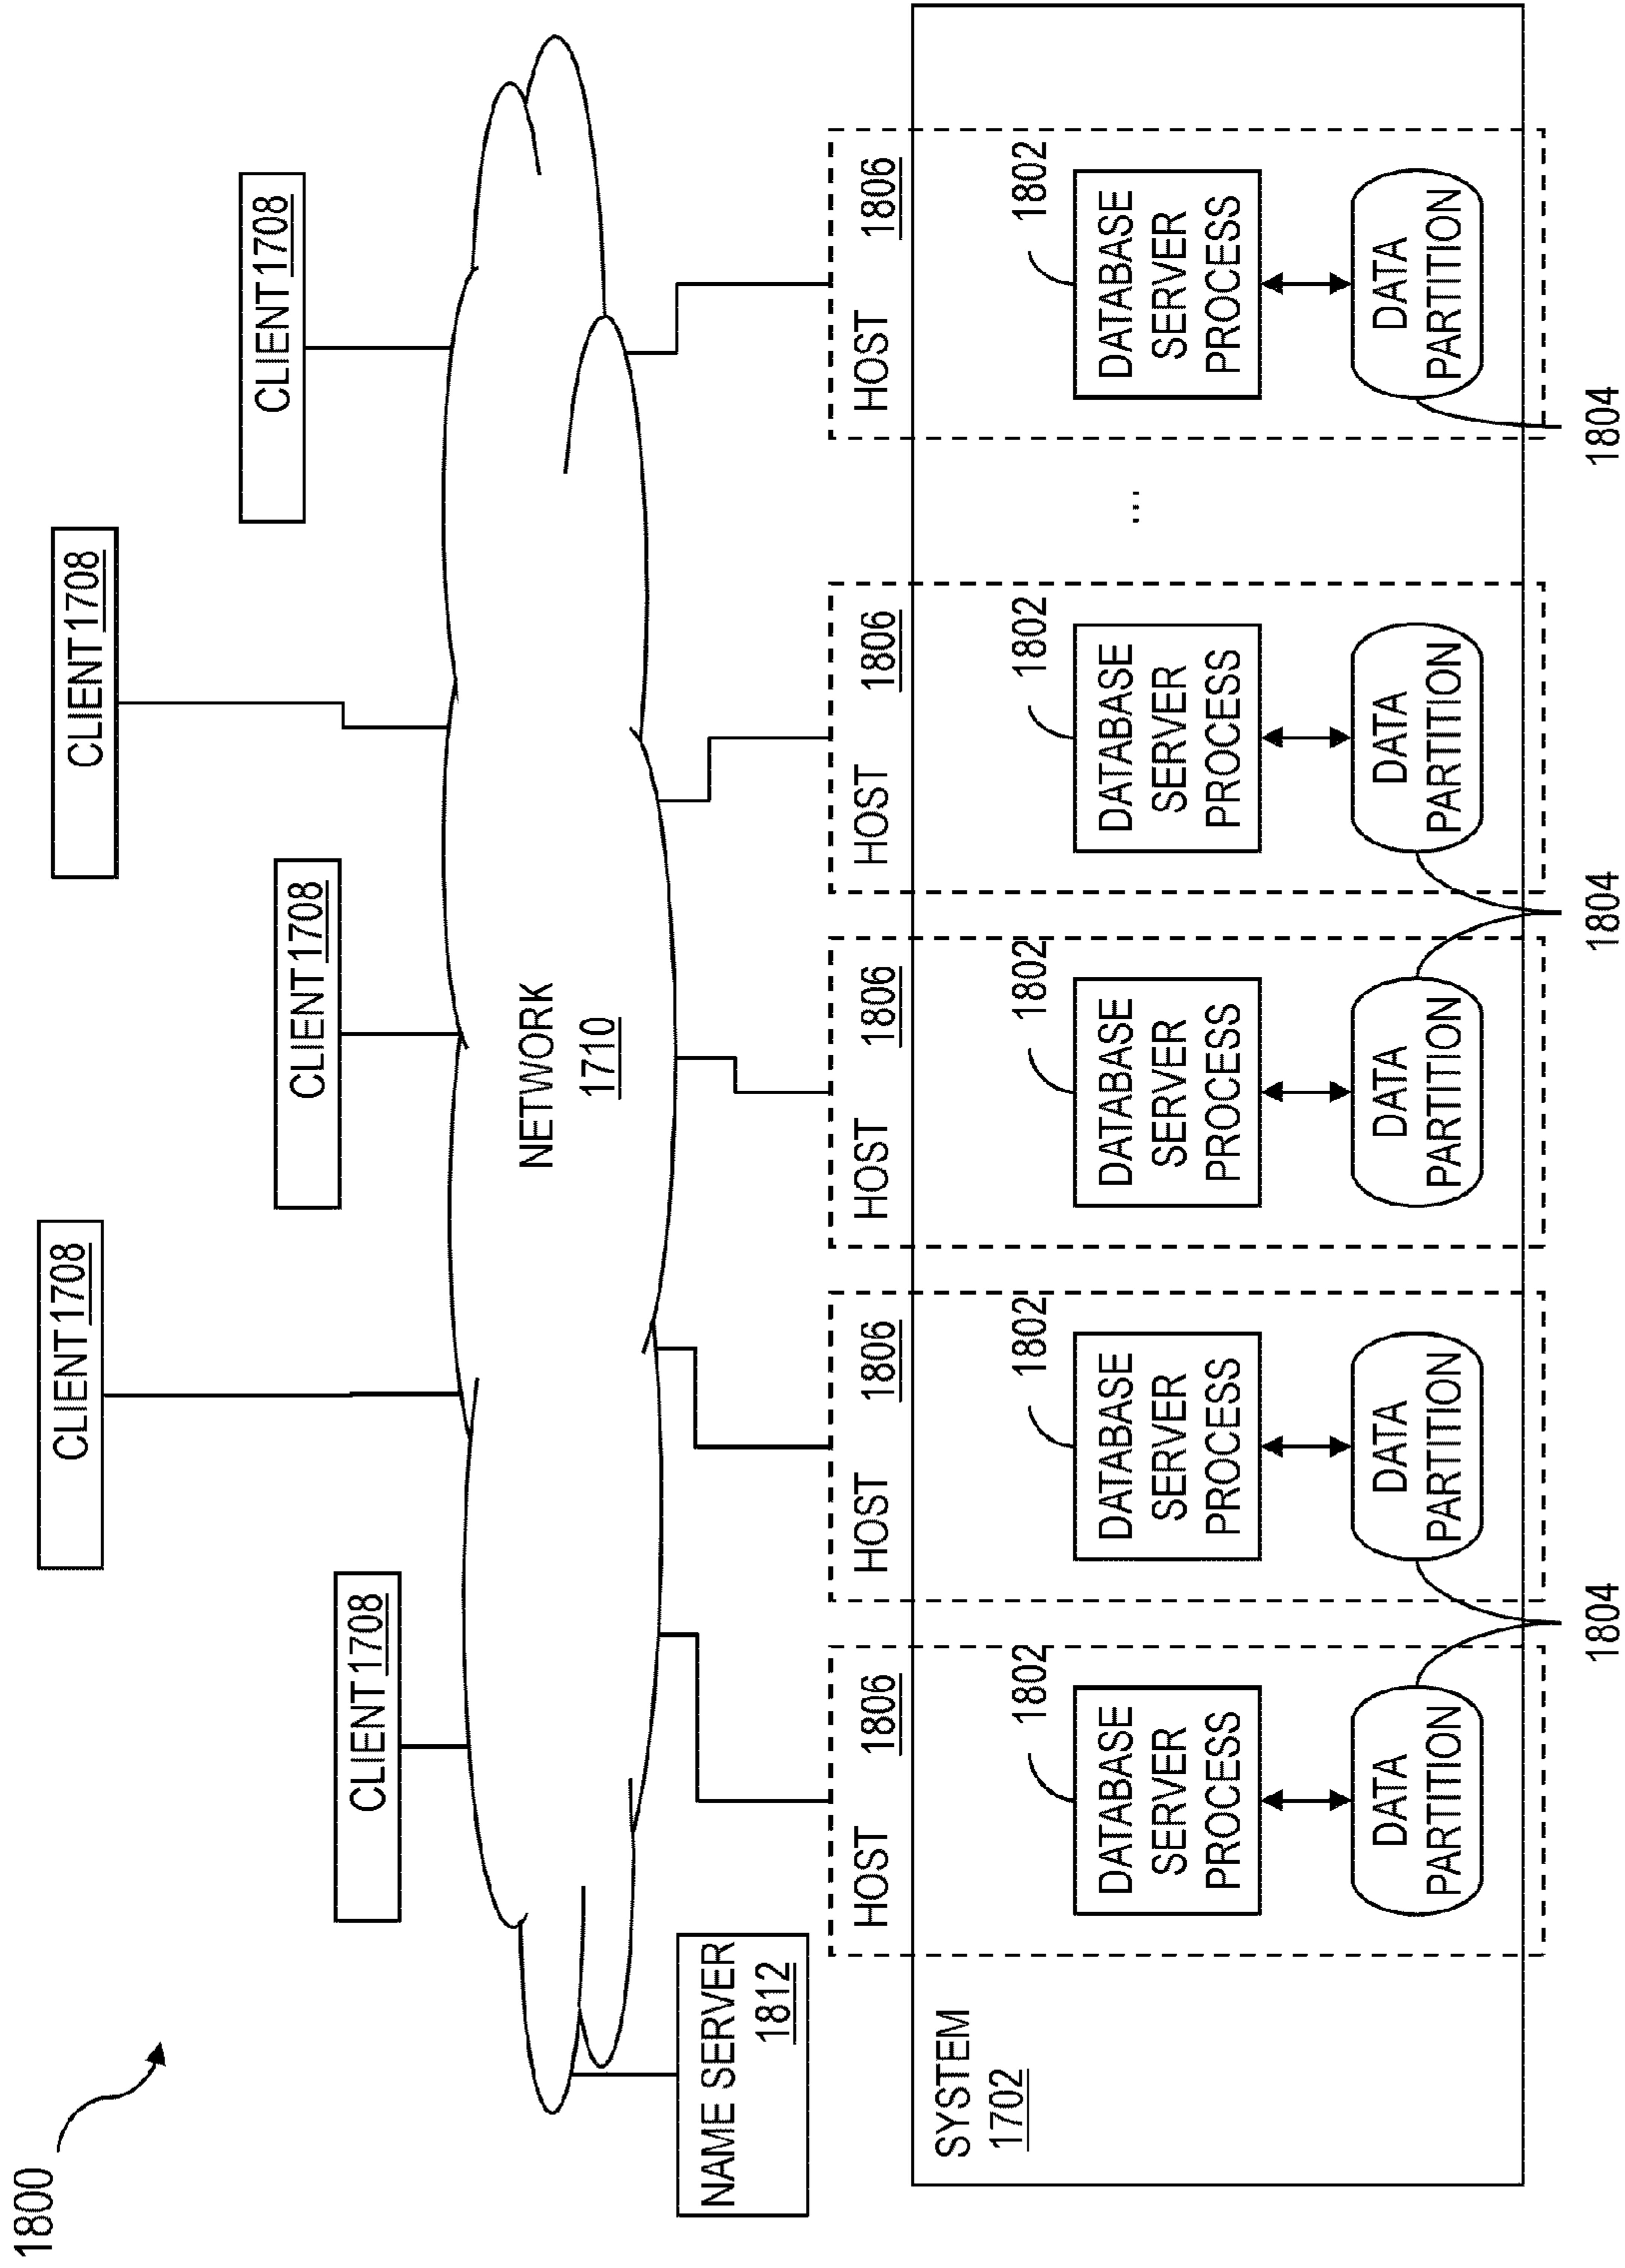 1800
CLIENT 1708
CLIENT 1708
CLIENT 1708
CLIENT 1708
CLIENT 1708
NETWORK
1710
NAME SERVER
1812
SYSTEM
1702
HOST 1806
1802
DATABASE
SERVER
PROCESS
DATA
PARTITION
HOST 1806
1802
DATABASE
SERVER
PROCESS
DATA
PARTITION
1804
HOST 1806
1802
DATABASE
SERVER
PROCESS
DATA
PARTITION
HOST 1806
1802
DATABASE
SERVER
PROCESS
DATA
PARTITION
1804
...
HOST 1806
1802
DATABASE
SERVER
PROCESS
DATA
PARTITION
1804